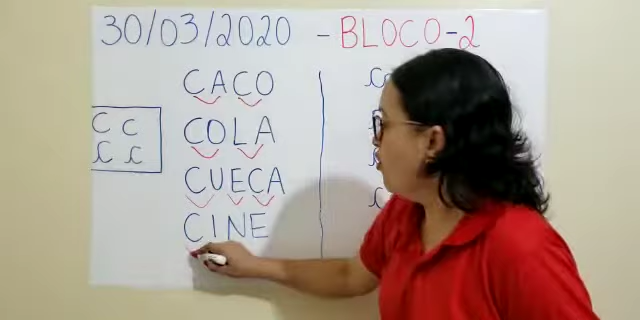 30/03/2020 - BLOCO-2
CACO
COLA
CUECA
CINE
C C
C C